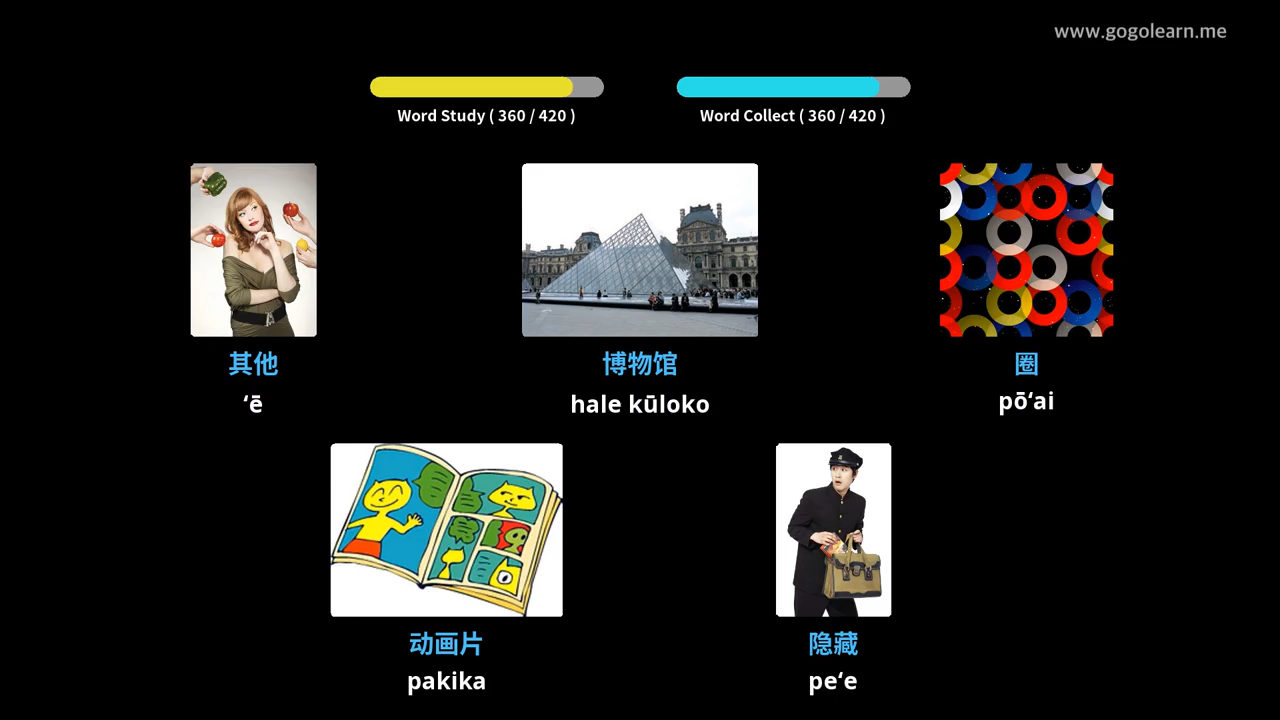 www.gogolearn.me
Word Study ( 360 / 420 )
Word Collect ( 360 / 420 )
其他
ʻē
博物馆
hale kūloko
圈
pōʻai
动画片
pakika
隐藏
peʻe